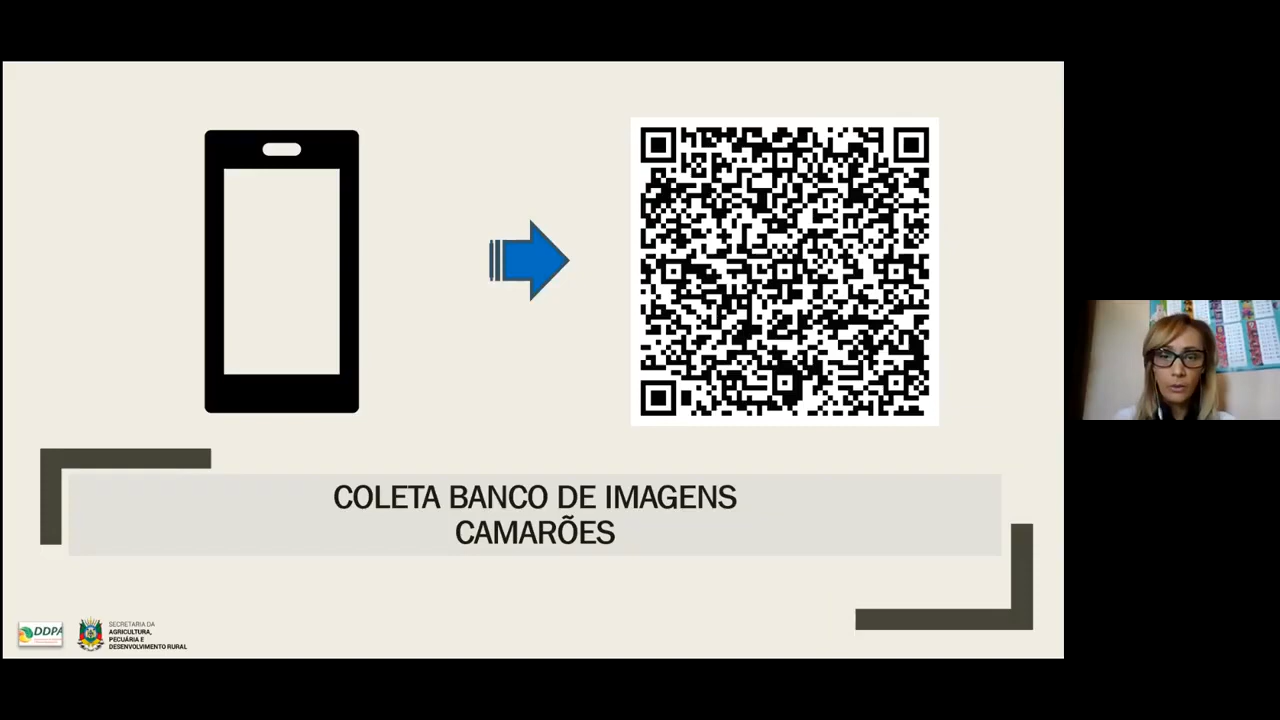 COLETA BANCO DE IMAGENS
CAMARÕES
DDPA
SECRETARIA DA
AGRICULTURA,
PECUÁRIA E
DESENVOLVIMENTO RURAL